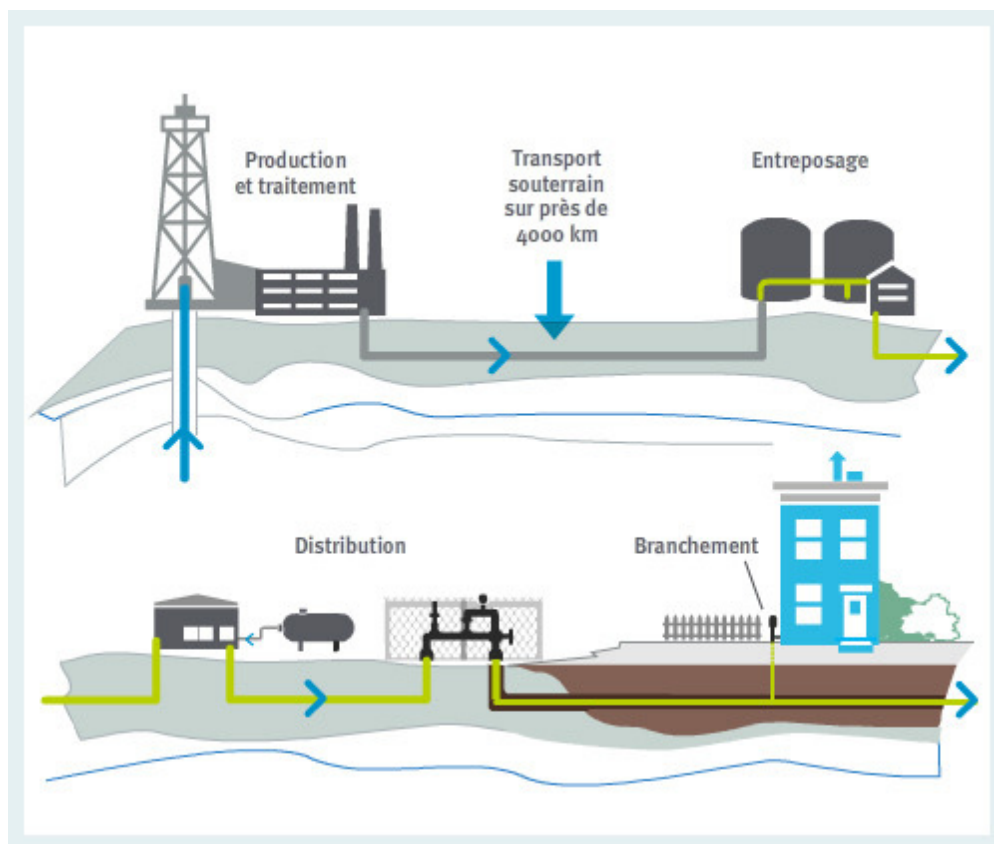 Production
et traitement
Transport
souterrain
sur près de
4000 km
Entreposage
Distribution
Branchement